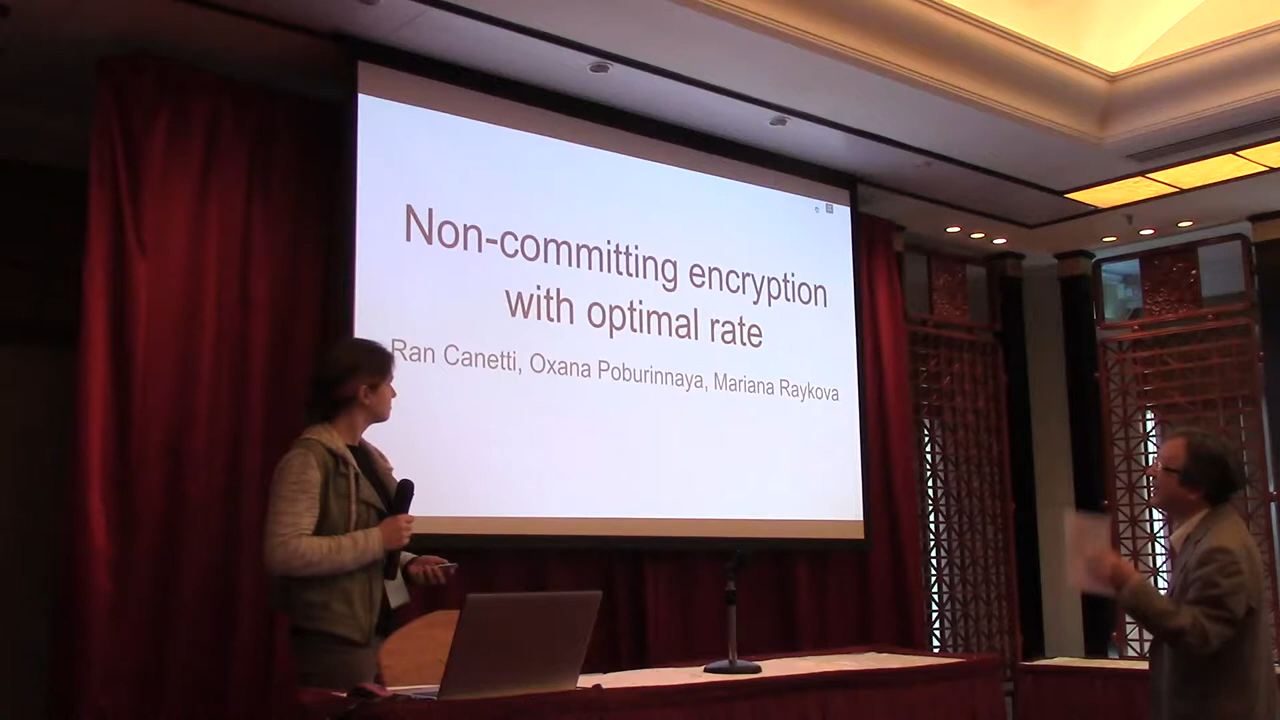 Non-committing encryption
with optimal rate
Ran Canetti, Oxana Poburinnaya, Mariana Raykova